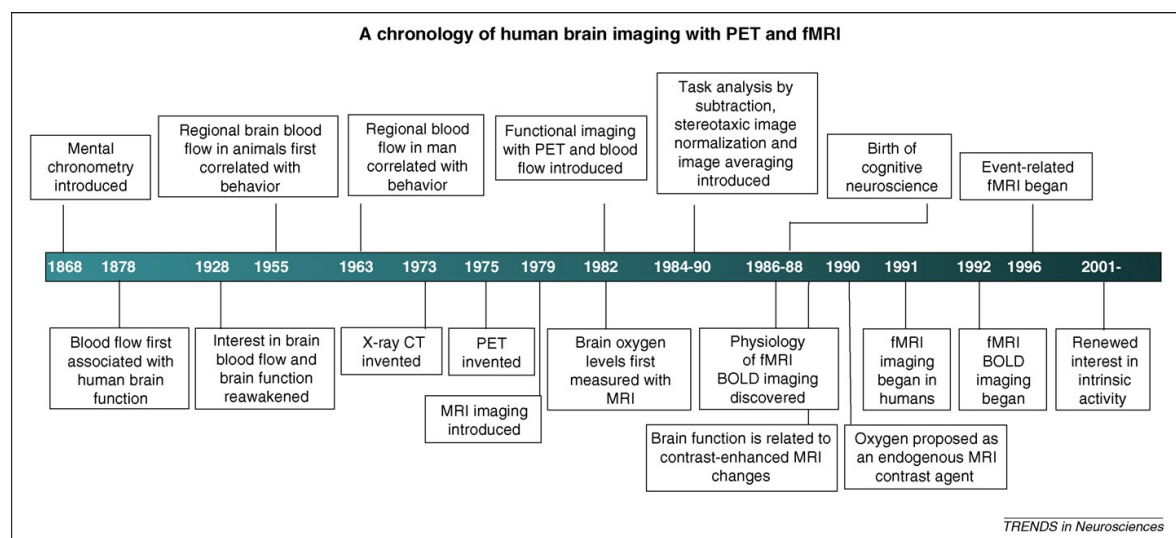 A chronology of human brain imaging with PET and fMRI
Mental
chronometry
introduced
Regional brain blood
flow in animals first
correlated with
behavior
Regional blood
flow in man
correlated with
behavior
Functional imaging
with PET and blood
flow introduced
Task analysis by
subtraction,
stereotaxic image
normalization and
image averaging
introduced
Birth of
cognitive
neuroscience
Event-related
fMRI began
1868 1878 1928 1955 1963 1973 1975 1979 1982 1984-90 1986-88 1990 1991 1992 1996 2001-
Blood flow first
associated with
human brain
function
Interest in brain
blood flow and
brain function
reawakened
X-ray CT
invented
PET
invented
MRI imaging
introduced
Brain oxygen
levels first
measured with
MRI
Physiology
of fMRI
BOLD imaging
discovered
Brain function is related to
contrast-enhanced MRI
changes
Oxygen proposed as
an endogenous MRI
contrast agent
fMRI
imaging
began in
humans
fMRI
BOLD
imaging
began
Renewed
interest in
intrinsic
activity
TRENDS in Neurosciences